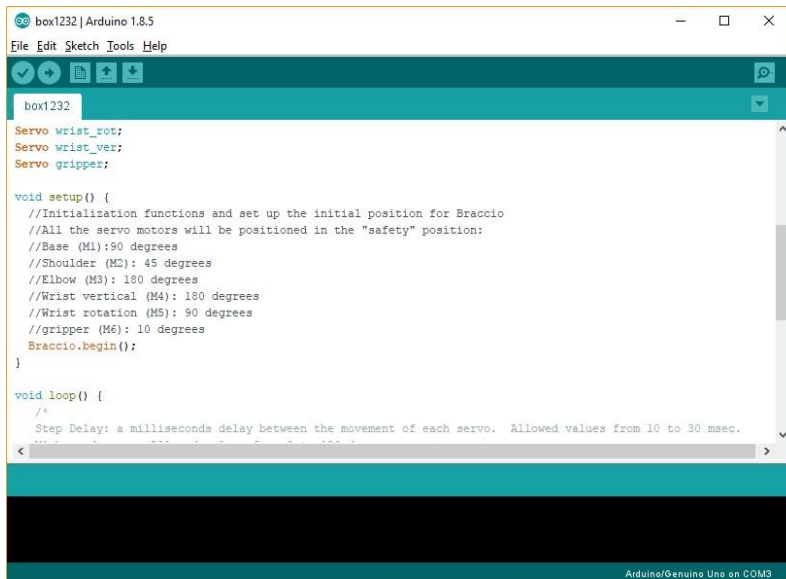 box1232 | Arduino 1.8.5
File Edit Sketch Tools Help
box1232
Servo wrist_rot;
Servo wrist_ver;
Servo gripper;
void setup() {
//Initialization functions and set up the initial position for Braccio
//All the servo motors will be positioned in the "safety" position:
//Base (M1):90 degrees
//Shoulder (M2): 45 degrees
//Elbow (M3): 180 degrees
//Wrist vertical (M4): 180 degrees
//Wrist rotation (M5): 90 degrees
//gripper (M6): 10 degrees
Braccio.begin();
}
void loop() {
/*
Step Delay: a milliseconds delay between the movement of each servo.  Allowed values from 10 to 30 msec.
Arduino/Genuino Uno on COM3